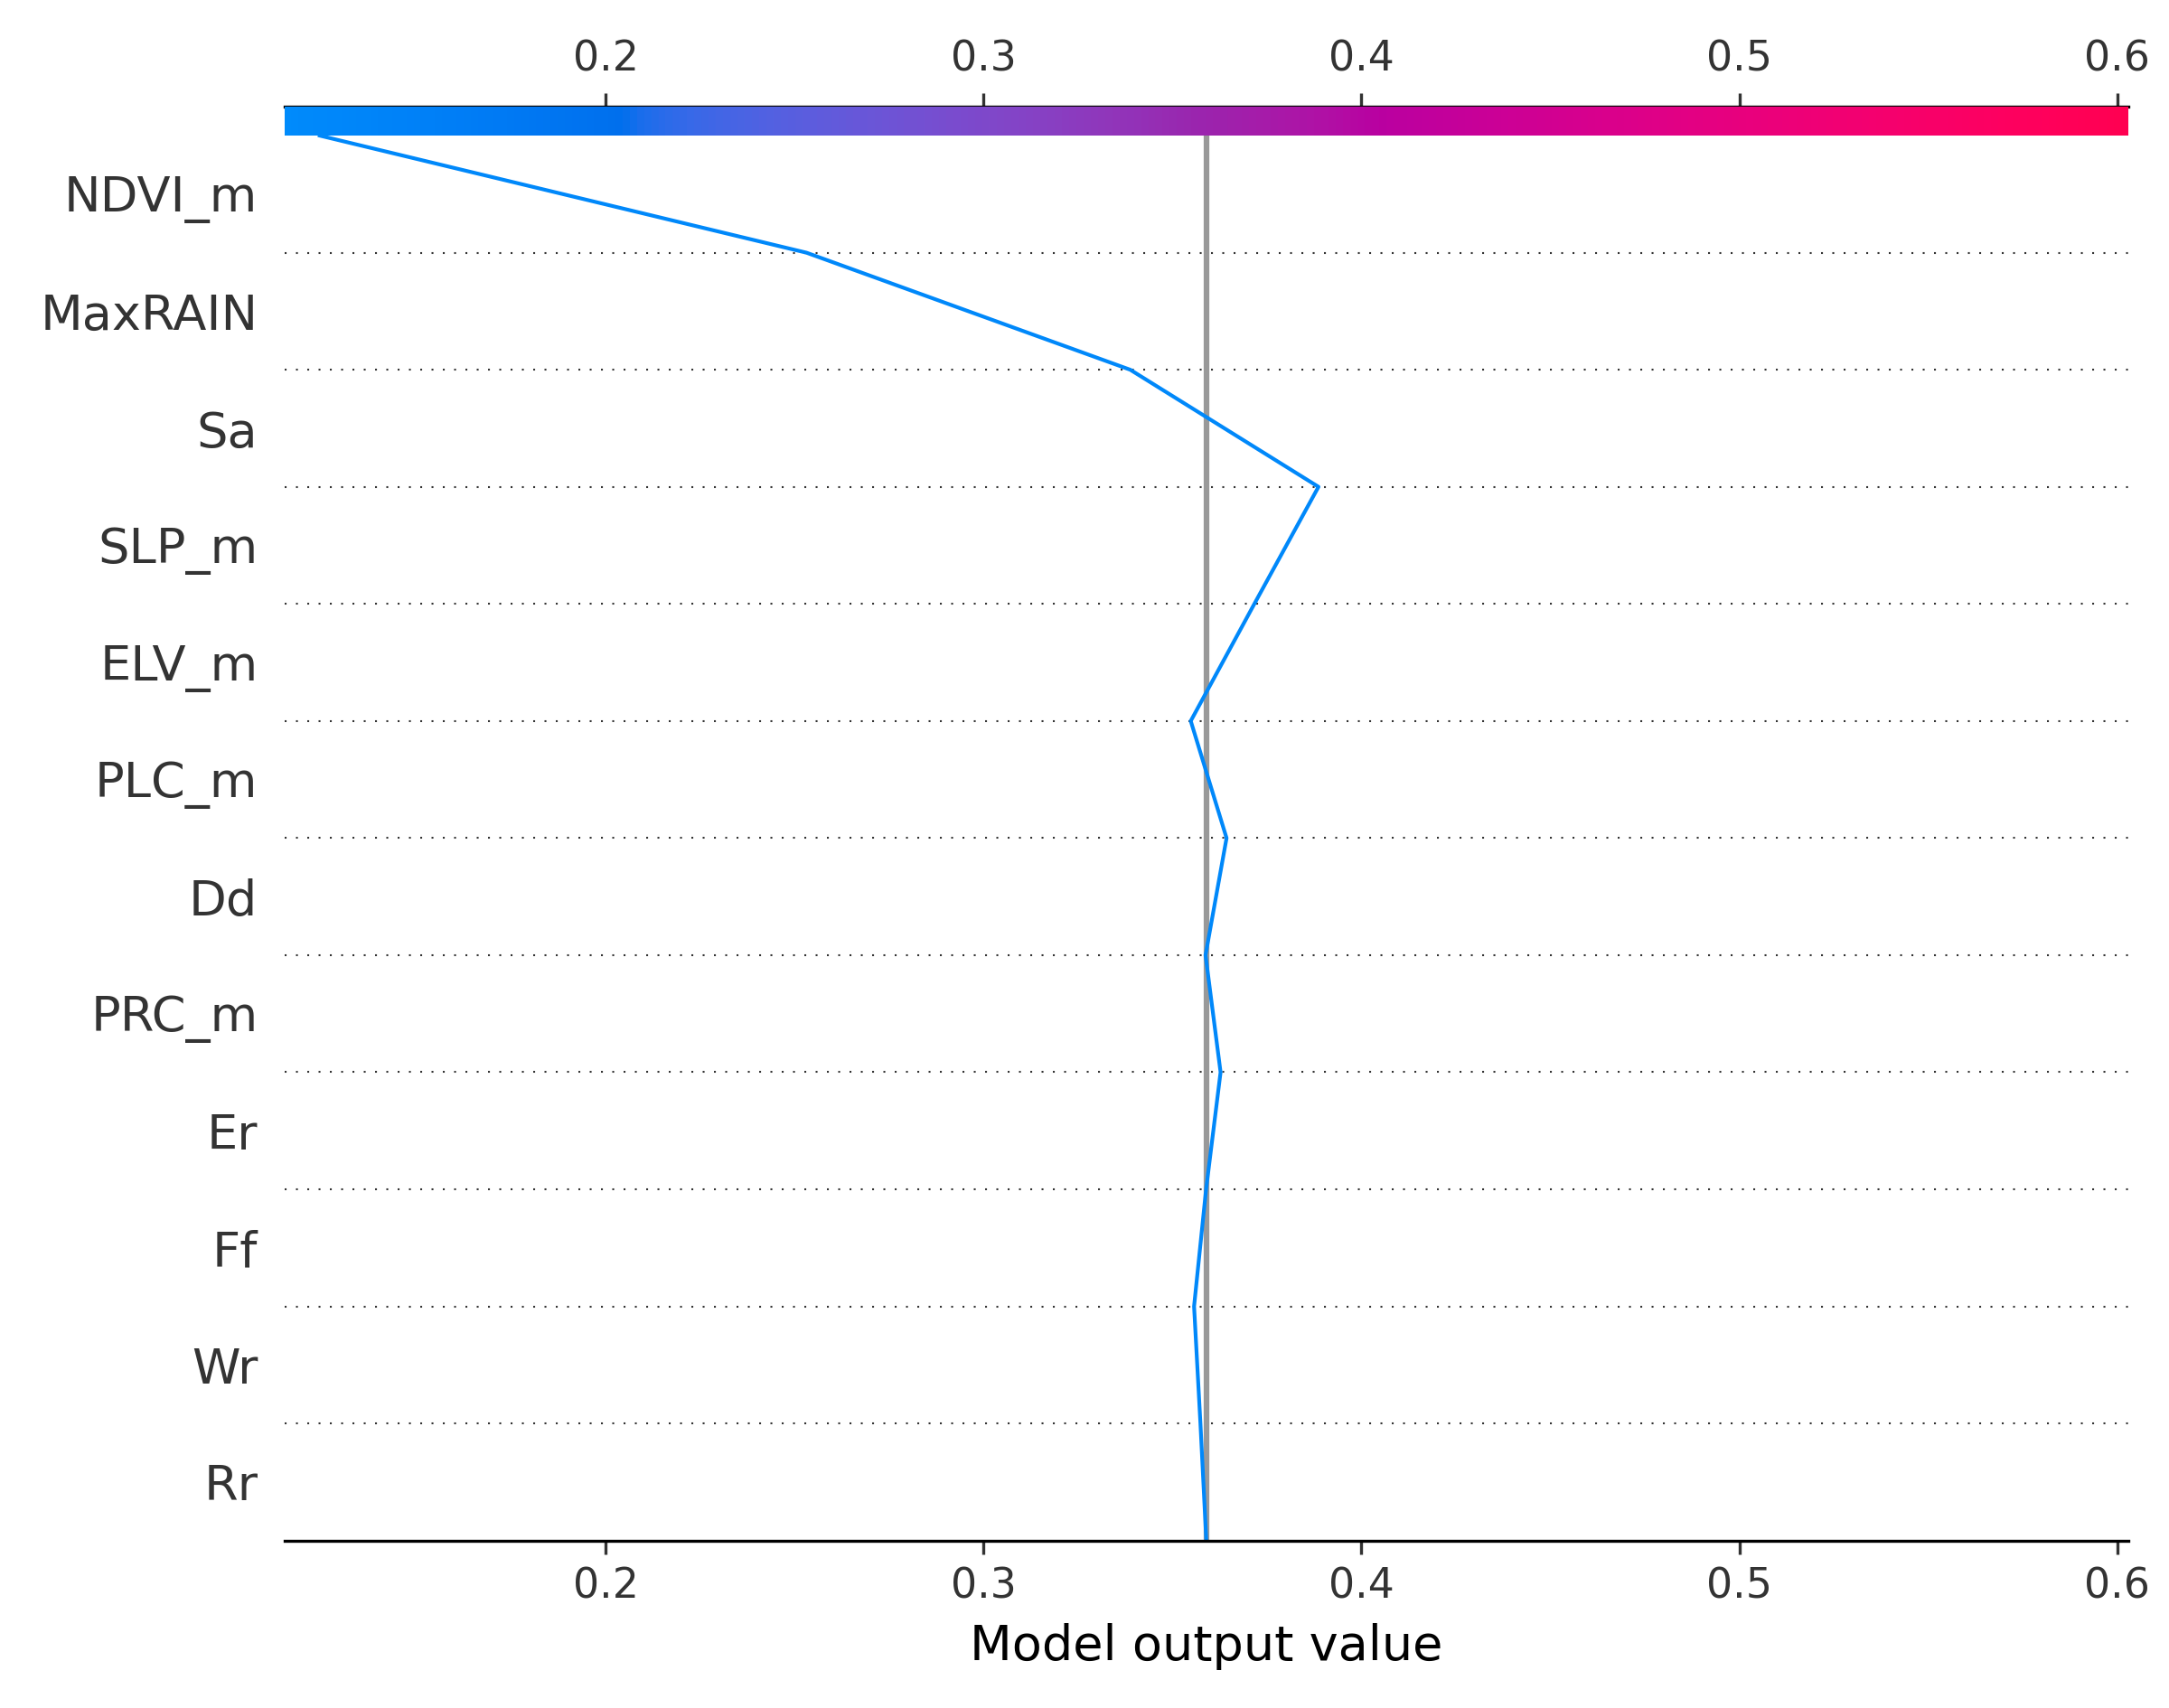 0.2 0.3 0.4 0.5 0.6
NDVI_m
MaxRAIN
Sa
SLP_m
ELV_m
PLC_m
Dd
PRC_m
Er
Ff
Wr
Rr
0.2 0.3 0.4 0.5 0.6
Model output value